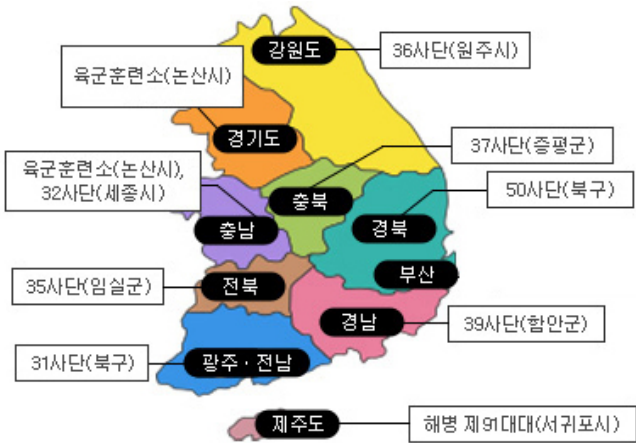 강원도
36사단(원주시)
육군훈련소(논산시)
경기도
37사단(증평군)
육군훈련소(논산시),
32사단(세종시)
충북
50사단(북구)
충남
경북
부산
35사단(임실군)
전북
경남
39사단(함안군)
31사단(북구)
광주·전남
제주도
해병 제91대대(서귀포시)